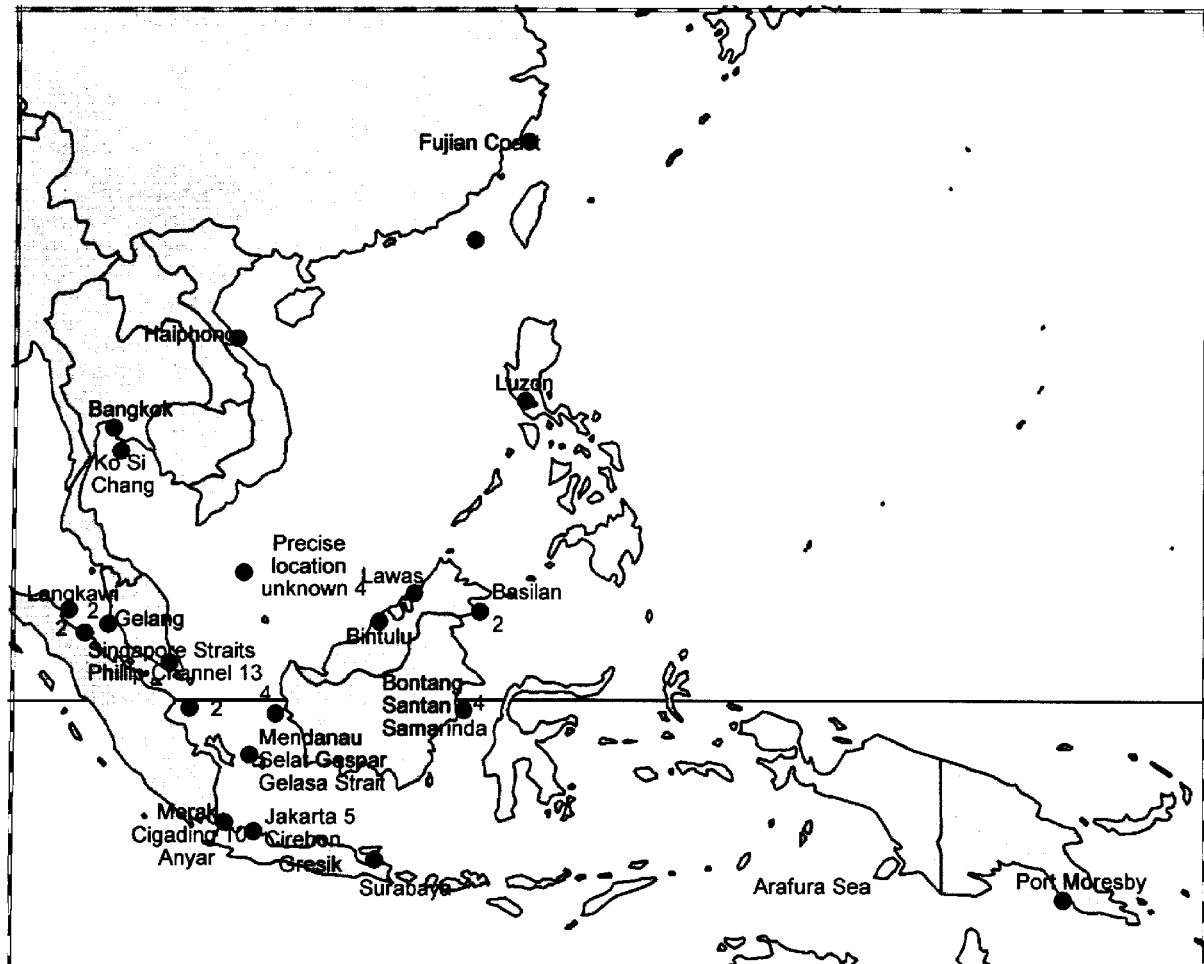 Fujian Coast
Haiphong
Luzon
Bangkok
Ko Si
Chang
Precise
location
unknown 4
Lawas
Langkawi
2
2
Gelang
Basilan
2
Bintulu
Singapore Straits
Phillip Channel 13
Bontang
Santan 4
Samarinda
4
2
Mendanau
Selat Gaspar
Gelasa Strait
Merak
Cigading 10
Anyar
Jakarta 5
Cirebon
Gresik
Surabaya
Arafura Sea
Port Moresby